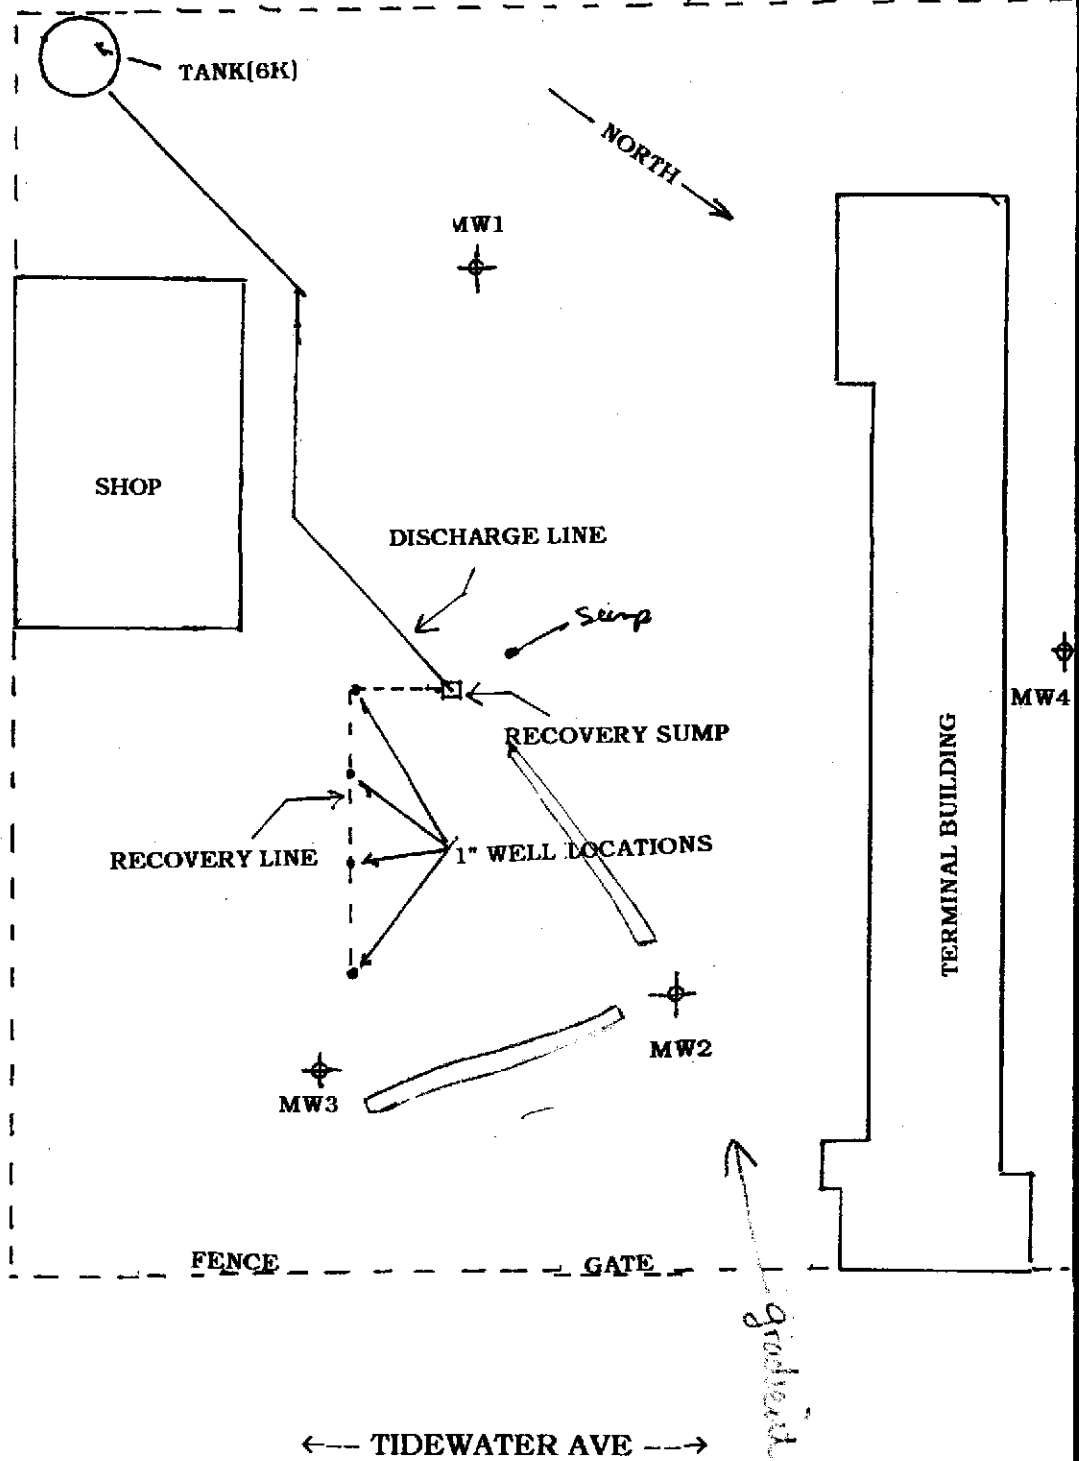 TANK(6K)
NORTH
MW1
SHOP
DISCHARGE LINE
Sump
MW4
RECOVERY SUMP
TERMINAL BUILDING
RECOVERY LINE
1" WELL LOCATIONS
MW2
MW3
FENCE
GATE
gradient
TIDEWATER AVE